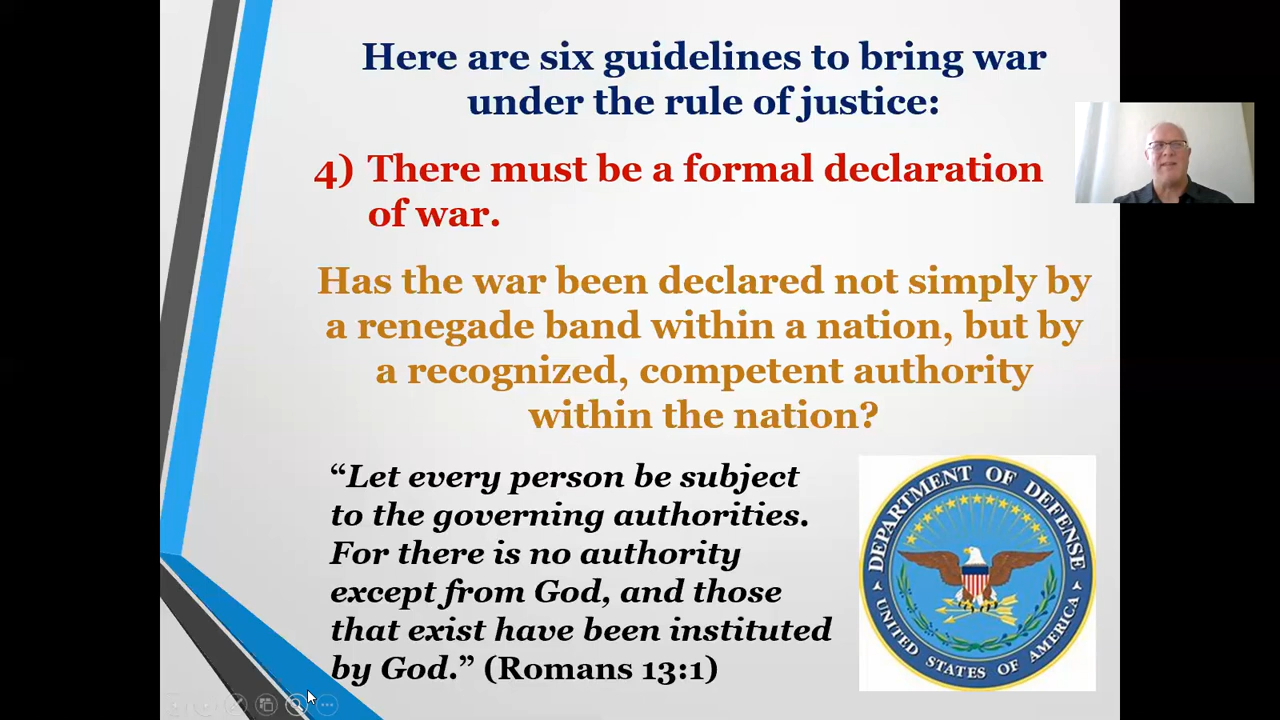 Here are six guidelines to bring war
under the rule of justice:
4) There must be a formal declaration
of war.
Has the war been declared not simply by
a renegade band within a nation, but by
a recognized, competent authority
within the nation?
“Let every person be subject
to the governing authorities.
For there is no authority
except from God, and those
that exist have been instituted
by God.” (Romans 13:1)
DEPARTMENT OF DEFENSE
UNITED STATES OF AMERICA